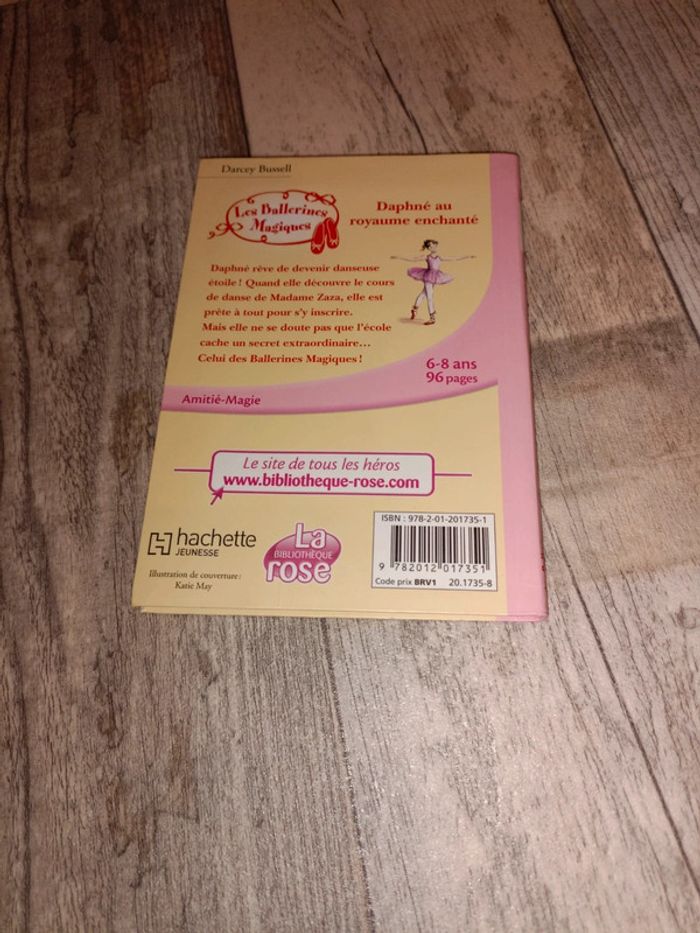 Darcey Bussell
Les Ballerines
Magiques
Daphné au
royaume enchanté
Daphné rêve de devenir danseuse
étoile ! Quand elle découvre le cours
de danse de Madame Zaza, elle est
prête à tout pour s'y inscrire.
Mais elle ne se doute pas que l'école
cache un secret extraordinaire...
Celui des Ballerines Magiques !
6-8 ans
96 pages
Amitié-Magie
Le site de tous les héros
www.bibliotheque-rose.com
hachette
JEUNESSE
La
BIBLIOTHÈQUE
rose
Illustration de couverture :
Katie May
ISBN : 978-2-01-201735-1
9 782012 017351
Code prix BRV1 20.1735-8